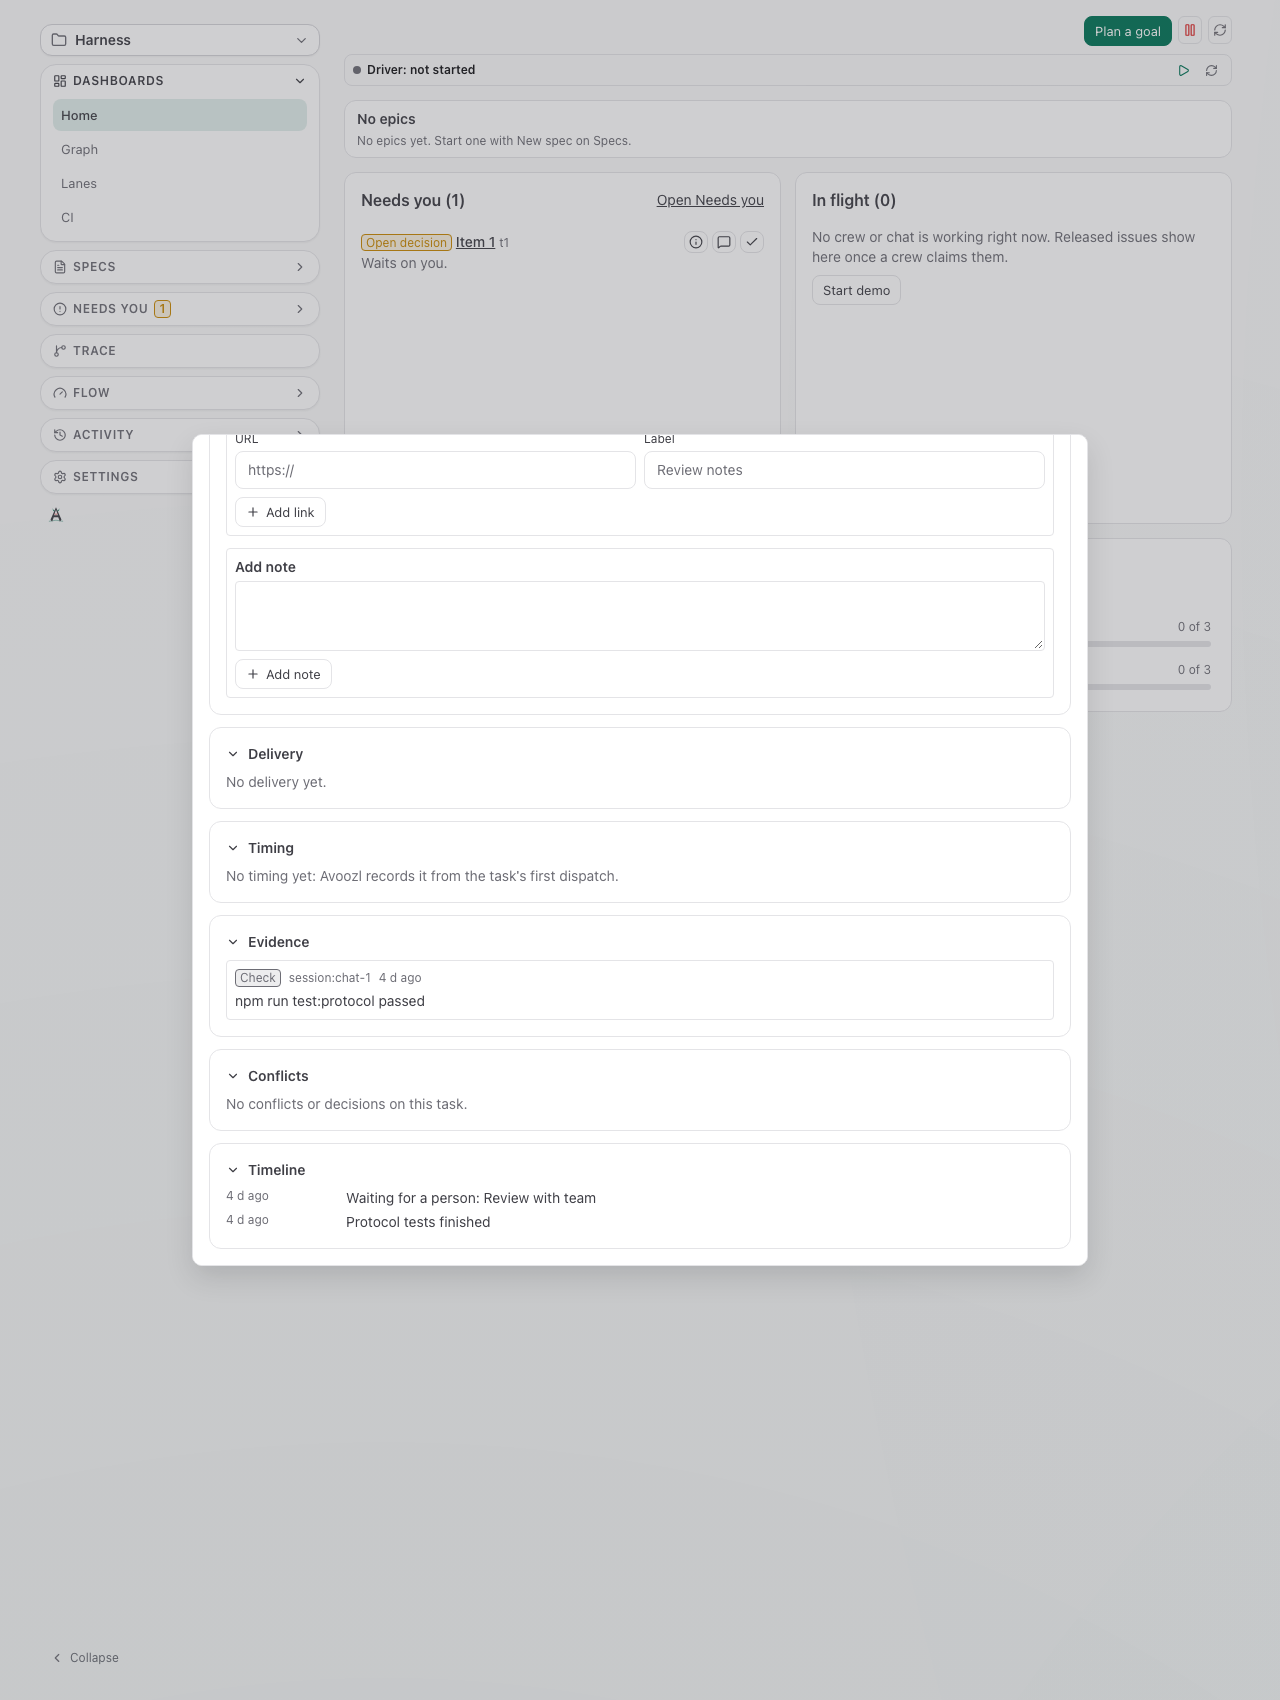 Harness
DASHBOARDS
Home
Graph
Lanes
CI
SPECS
NEEDS YOU 1
TRACE
FLOW
ACTIVITY
SETTINGS
Plan a goal
Driver: not started
No epics
No epics yet. Start one with New spec on Specs.
Needs you (1)
Open Needs you
Open decision Item 1 t1
Waits on you.
In flight (0)
No crew or chat is working right now. Released issues show
here once a crew claims them.
Start demo
0 of 3
0 of 3
URL
Label
https://
Review notes
Add link
Add note
Add note
Delivery
No delivery yet.
Timing
No timing yet: Avoozl records it from the task's first dispatch.
Evidence
Check session:chat-1 4 d ago
npm run test:protocol passed
Conflicts
No conflicts or decisions on this task.
Timeline
4 d ago Waiting for a person: Review with team
4 d ago Protocol tests finished
Collapse